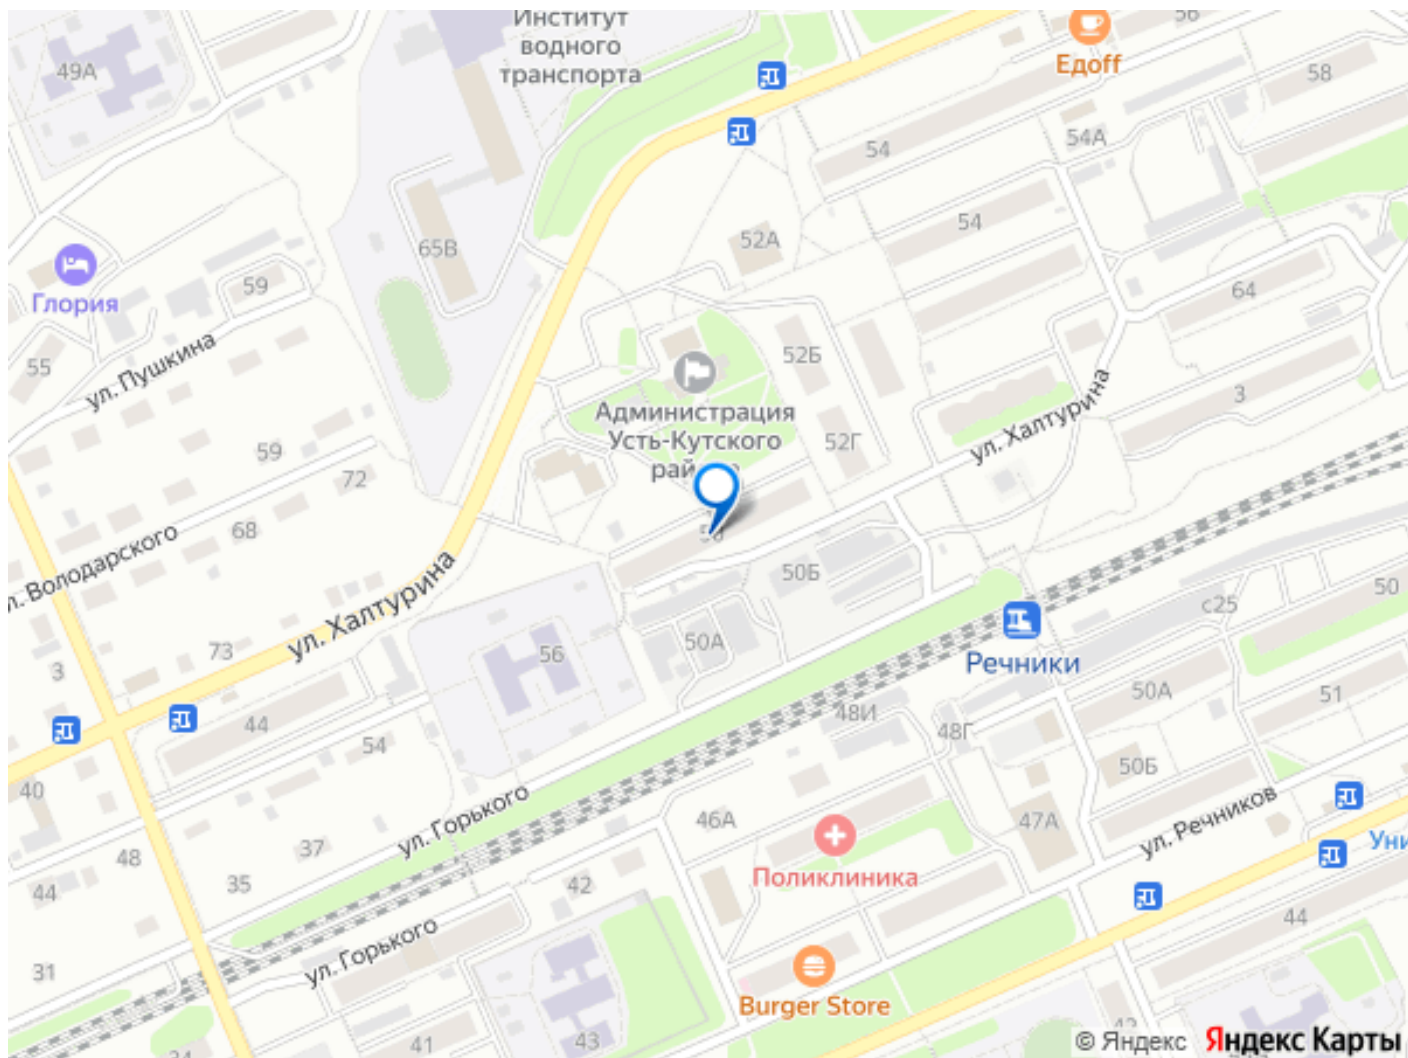 Институт
водного
транспорта
56
49А
Едоff
58
54
54А
65В
52А
54
Глория
59
64
ул. Пушкина
52Б
55
3
Администрация
Усть-Кутского
52Г
ул. Халтурина
59
72
68
ул. Халтурина
50Б
50
с25
73
56
50А
Речники
3
50А
51
44
54
48И
48Г
50Б
40
ул. Горького
46А
47А
ул. Речников
37
48
35
42
Поликлиника
44
44
ул. Горького
31
Burger Store
41
43
© Яндекс
Яндекс Карты